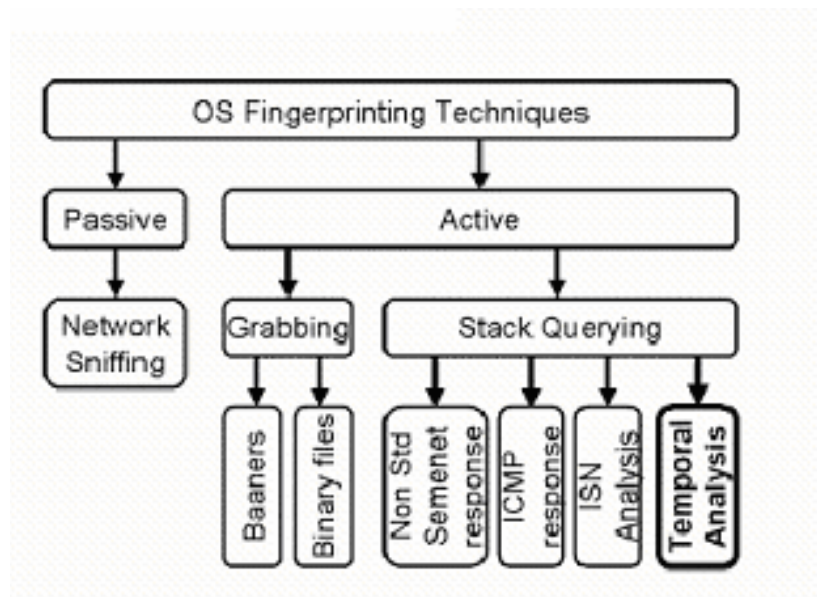 OS Fingerprinting Techniques
Passive
Active
Network
Sniffing
Grabbing
Stack Querying
Baaners
Binary files
Non Std
Semenet
response
ICMP
response
ISN
Analysis
Temporal
Analysis